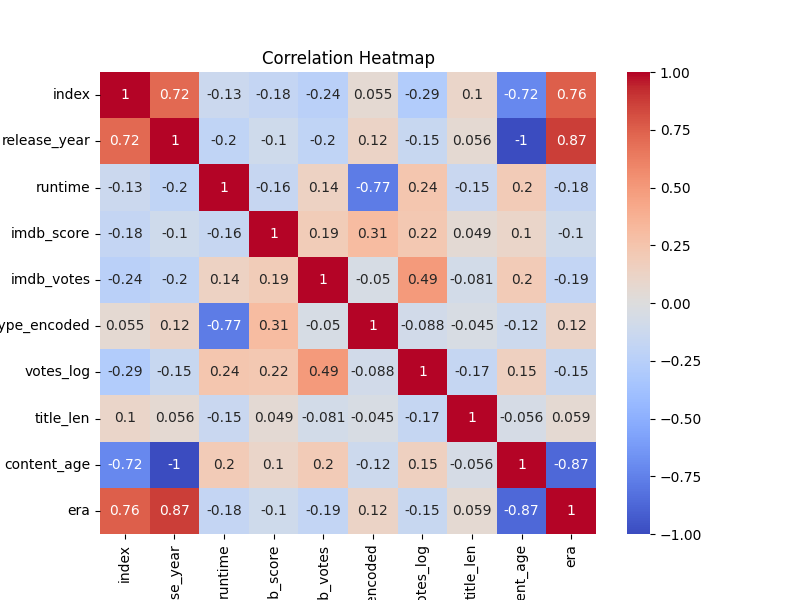 Correlation Heatmap
index 1 0.72 -0.13 -0.18 -0.24 0.055 -0.29 0.1 -0.72 0.76
release_year 0.72 1 -0.2 -0.1 -0.2 0.12 -0.15 0.056 -1 0.87
runtime -0.13 -0.2 1 -0.16 0.14 -0.77 0.24 -0.15 0.2 -0.18
imdb_score -0.18 -0.1 -0.16 1 0.19 0.31 0.22 0.049 0.1 -0.1
imdb_votes -0.24 -0.2 0.14 0.19 1 -0.05 0.49 -0.081 0.2 -0.19
ype_encoded 0.055 0.12 -0.77 0.31 -0.05 1 -0.088 -0.045 -0.12 0.12
votes_log -0.29 -0.15 0.24 0.22 0.49 -0.088 1 -0.17 0.15 -0.15
title_len 0.1 0.056 -0.15 0.049 -0.081 -0.045 -0.17 1 -0.056 0.059
content_age -0.72 -1 0.2 0.1 0.2 -0.12 0.15 -0.056 1 -0.87
era 0.76 0.87 -0.18 -0.1 -0.19 0.12 -0.15 0.059 -0.87 1
index
se_year
runtime
b_score
b_votes
encoded
otes_log
title_len
ent_age
era
1.00
0.75
0.50
0.25
0.00
−0.25
−0.50
−0.75
−1.00